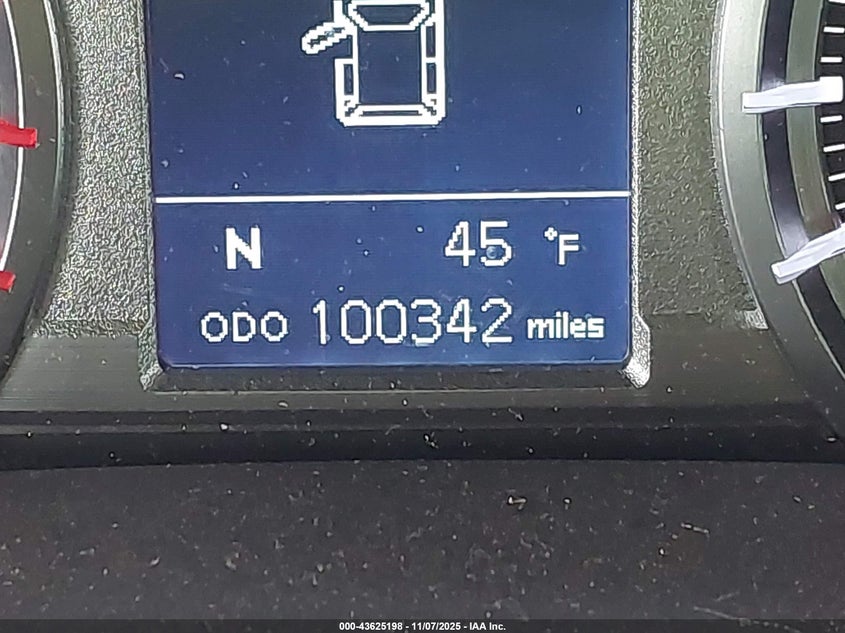 N 45 °F
ODO 100342 miles
000-43625198 - 11/07/2025 - IAA Inc.